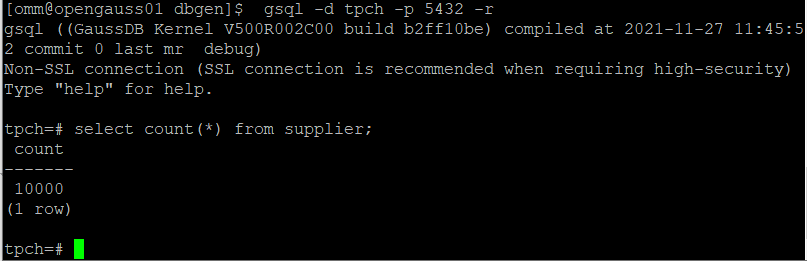 [omm@opengauss01 dbgen]$  gsql -d tpch -p 5432 -r
gsql ((GaussDB Kernel V500R002C00 build b2ff10be) compiled at 2021-11-27 11:45:5
2 commit 0 last mr  debug)
Non-SSL connection (SSL connection is recommended when requiring high-security)
Type "help" for help.

tpch=# select count(*) from supplier;
 count
-------
 10000
(1 row)

tpch=#